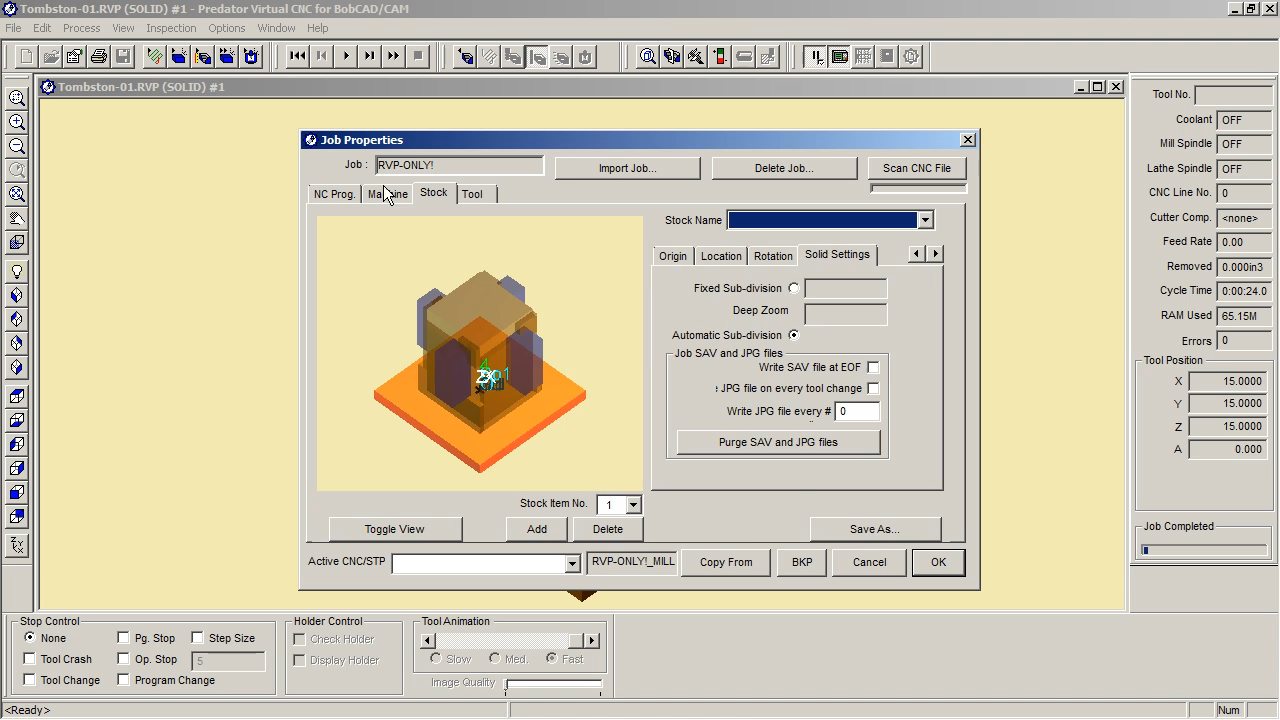 Tombston-01.RVP (SOLID) #1 - Predator Virtual CNC for BobCAD/CAM
File Edit Process View Inspection Options Window Help
Tombston-01.RVP (SOLID) #1
Job Properties
Job : RVP-ONLY! Import Job... Delete Job... Scan CNC File
NC Prog. Machine Stock Tool
Stock Name
Origin Location Rotation Solid Settings
Fixed Sub-division
Deep Zoom
Automatic Sub-division
Job SAV and JPG files
Write SAV file at EOF
JPG file on every tool change
Write JPG file every # 0
Purge SAV and JPG files
Stock Item No. 1
Toggle View Add Delete Save As...
Active CNC/STP RVP-ONLY!_MILL Copy From BKP Cancel OK
Tool No.
Coolant OFF
Mill Spindle OFF
Lathe Spindle OFF
CNC Line No. 0
Cutter Comp. <none>
Feed Rate 0.00
Removed 0.000in3
Cycle Time 0:00:24.0
RAM Used 65.15M
Errors 0
Tool Position
X 15.0000
Y 15.0000
Z 15.0000
A 0.000
Job Completed
Stop Control
None Pg. Stop Step Size
Tool Crash Op. Stop 5
Tool Change Program Change
Holder Control
Check Holder
Display Holder
Tool Animation
Slow Med. Fast
Image Quality
<Ready> Num